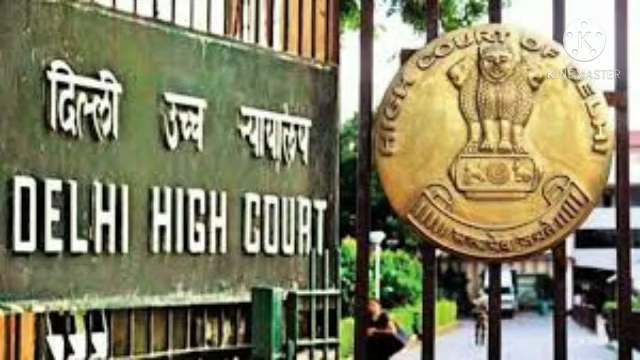 दिल्ली उच्च न्यायालय
DELHI HIGH COURT
HIGH COURT OF DELHI
सत्यमेव जयते
KINEMASTER